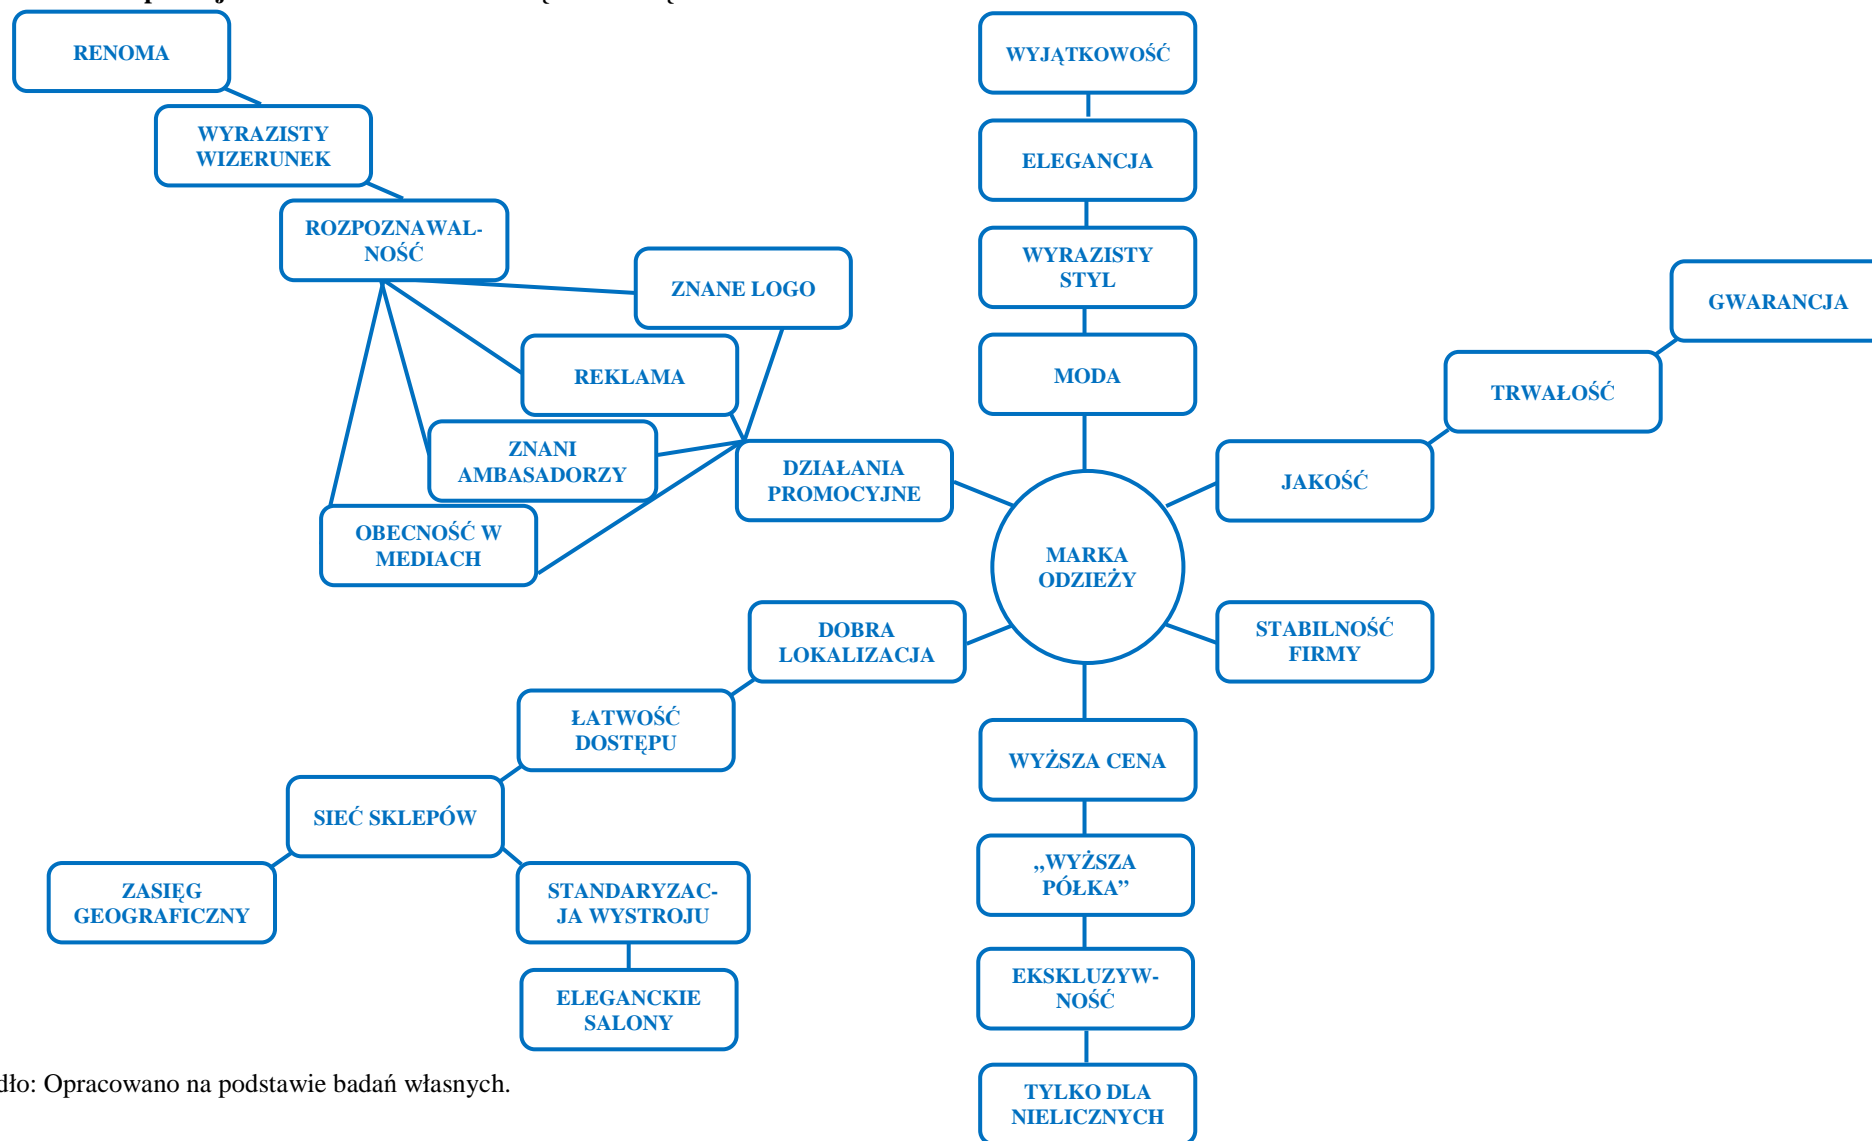 RENOMA
WYJĄTKOWOŚĆ
WYRAZISTY
WIZERUNEK
ELEGANCJA
ROZPOZNAWAL-
NOŚĆ
WYRAZISTY
STYL
ZNANE LOGO
GWARANCJA
REKLAMA
MODA
TRWAŁOŚĆ
ZNANI
AMBASADORZY
DZIAŁANIA
PROMOCYJNE
JAKOŚĆ
OBECNOŚĆ W
MEDIACH
MARKA
ODZIEŻY
DOBRA
LOKALIZACJA
STABILNOŚĆ
FIRMY
ŁATWOŚĆ
DOSTĘPU
WYŻSZA CENA
SIEĆ SKLEPÓW
„WYŻSZA
PÓŁKA”
ZASIĘG
GEOGRAFICZNY
STANDARYZAC-
JA WYSTROJU
EKSKLUZYW-
NOŚĆ
ELEGANCKIE
SALONY
dło: Opracowano na podstawie badań własnych.
TYLKO DLA
NIELICZNYCH